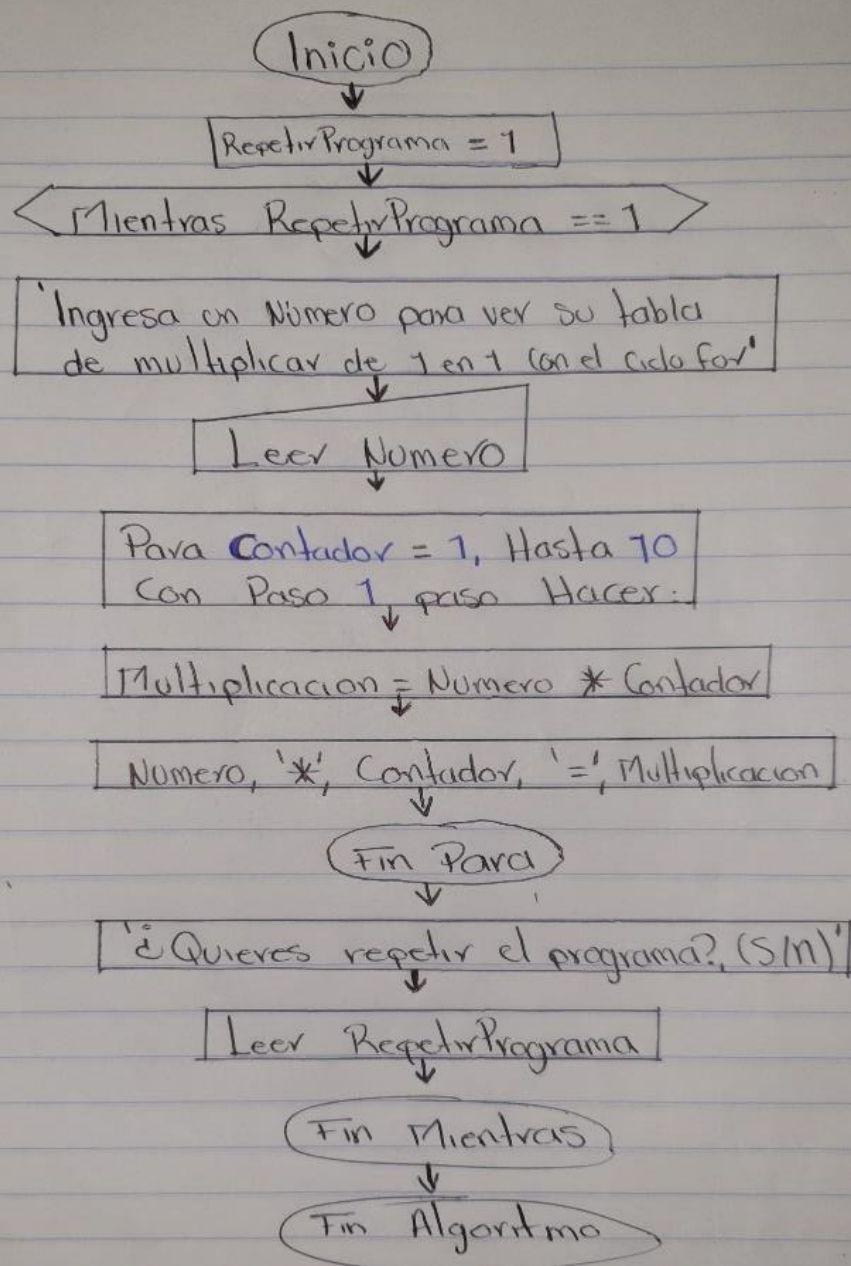 Inicio
RepetirPrograma = 1
Mientras RepetirPrograma == 1
'Ingresa un Número para ver su tabla
de multiplicar de 1 en 1 con el ciclo for'
Leer Numero
Para Contador = 1, Hasta 10
Con Paso 1, paso Hacer.
Multiplicacion = Numero * Contador
Numero, '*', Contador, '=', Multiplicacion
Fin Para
'¿Quieres repetir el programa?, (S/n)'
Leer RepetirPrograma
Fin Mientras
Fin Algoritmo